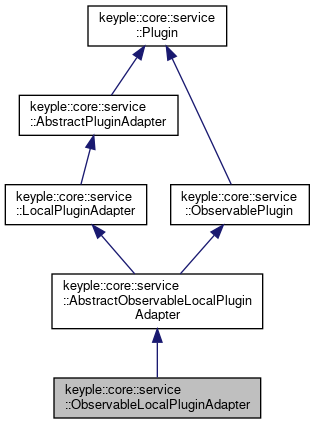 keyple::core::service
::Plugin
keyple::core::service
::AbstractPluginAdapter
keyple::core::service
::LocalPluginAdapter
keyple::core::service
::ObservablePlugin
keyple::core::service
::AbstractObservableLocalPlugin
Adapter
keyple::core::service
::ObservableLocalPluginAdapter